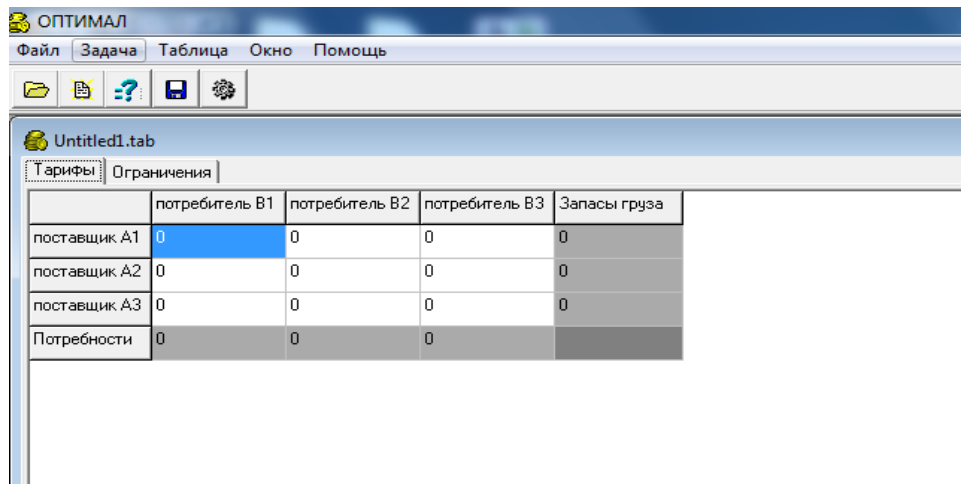 ОПТИМАЛ
Файл Задача Таблица Окно Помощь
Untitled1.tab
Тарифы Ограничения
потребитель В1 потребитель В2 потребитель В3 Запасы груза
поставщик А1 0 0 0 0
поставщик А2 0 0 0 0
поставщик А3 0 0 0 0
Потребности 0 0 0